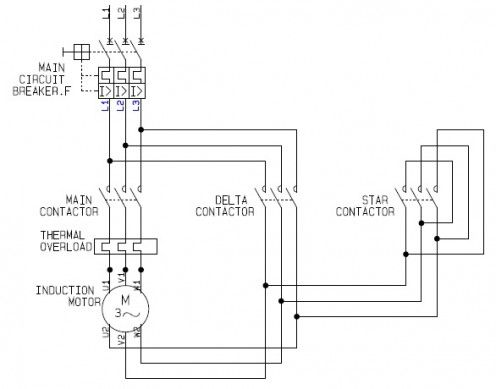 L1 L2 L3
MAIN
CIRCUIT
BREAKER.F
I> I> I>
L1 L2 L3
MAIN
CONTACTOR
DELTA
CONTACTOR
STAR
CONTACTOR
THERMAL
OVERLOAD
U1 V1 W1
INDUCTION
MOTOR
M
3~
U2 V2 W2